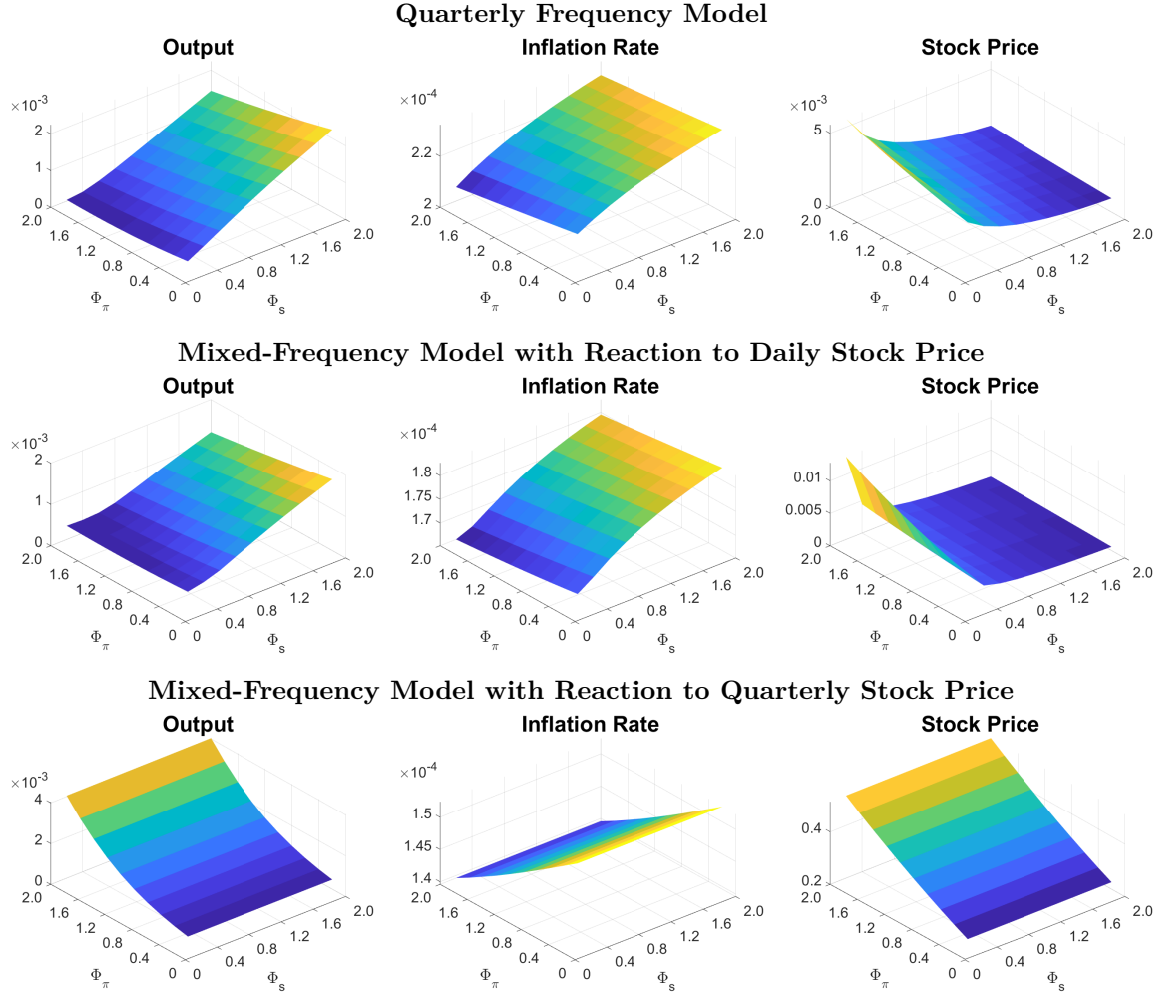 Quarterly Frequency Model
Output Inflation Rate Stock Price
×10⁻³ ×10⁻⁴ ×10⁻³
2 1 0 2.2 2 5 0
2.0 1.6 1.2 0.8 0.4 0 0 0.4 0.8 1.2 1.6 2.0 2.0 1.6 1.2 0.8 0.4 0 0 0.4 0.8 1.2 1.6 2.0 2.0 1.6 1.2 0.8 0.4 0 0 0.4 0.8 1.2 1.6 2.0
Φπ Φs Φπ Φs Φπ Φs
Mixed-Frequency Model with Reaction to Daily Stock Price
Output Inflation Rate Stock Price
×10⁻³ ×10⁻⁴
2 1 0 1.8 1.75 1.7 0.01 0.005 0
2.0 1.6 1.2 0.8 0.4 0 0 0.4 0.8 1.2 1.6 2.0 2.0 1.6 1.2 0.8 0.4 0 0 0.4 0.8 1.2 1.6 2.0 2.0 1.6 1.2 0.8 0.4 0 0 0.4 0.8 1.2 1.6 2.0
Φπ Φs Φπ Φs Φπ Φs
Mixed-Frequency Model with Reaction to Quarterly Stock Price
Output Inflation Rate Stock Price
×10⁻³ ×10⁻⁴
4 2 0 1.5 1.45 1.4 0.4 0.2
2.0 1.6 1.2 0.8 0.4 0 0 0.4 0.8 1.2 1.6 2.0 2.0 1.6 1.2 0.8 0.4 0 0 0.4 0.8 1.2 1.6 2.0 2.0 1.6 1.2 0.8 0.4 0 0 0.4 0.8 1.2 1.6 2.0
Φπ Φs Φπ Φs Φπ Φs